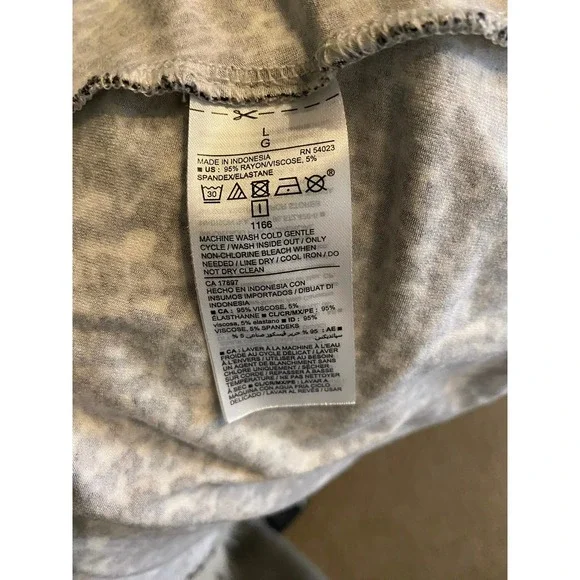 L
G
MADE IN INDONESIA RN 54023
■ US : 95% RAYON/VISCOSE, 5%
SPANDEX/ELASTANE
30 ®
I
1166
MACHINE WASH COLD GENTLE
CYCLE / WASH INSIDE OUT / ONLY
NON-CHLORINE BLEACH WHEN
NEEDED / LINE DRY / COOL IRON / DO
NOT DRY CLEAN
CA 17897
HECHO EN INDONESIA CON
INSUMOS IMPORTADOS / DIBUAT DI
INDONESIA
■ CA: 95% VISCOSE, 5%
ÉLASTHANNE ■ CL/CR/MX/PE: 95%
viscose, 5% elastano ■ ID: 95%
VISCOSE, 5% SPANDEKS
■ CA : LAVER À LA MACHINE À L'EAU
FROIDE AU CYCLE DÉLICAT / LAVER
À L'ENVERS / UTILISER AU BESOIN
UN AGENT DE BLANCHIMENT SANS
CHLORE UNIQUEMENT / SÉCHER
REPASSER À BASSE
TEMPÉRATURE / NE PAS NETTOYER
À SEC ■ CL/CR/MX/PE: LAVAR A
MÁQUINA CON AGUA FRÍA CICLO
DELICADO / LAVAR AL REVÉS / USAR